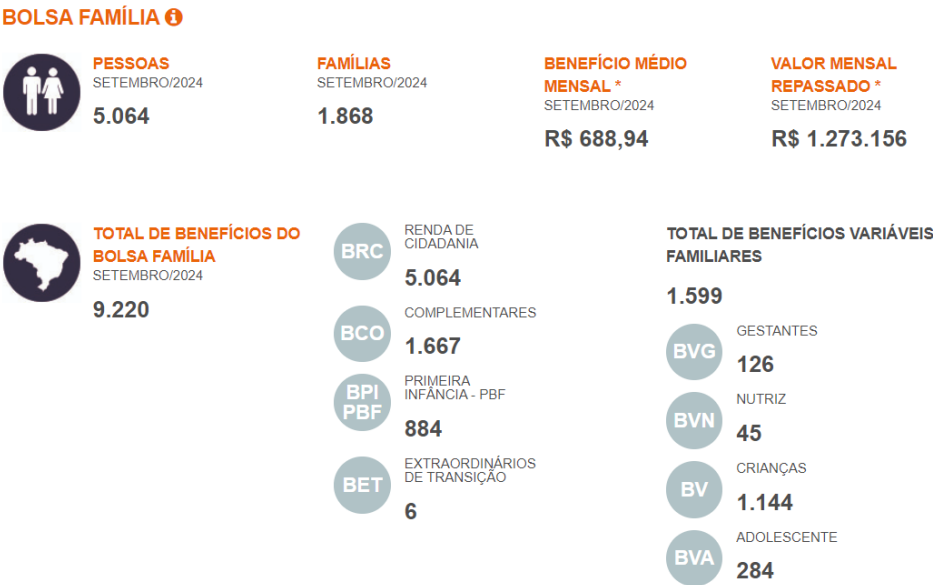 BOLSA FAMÍLIA
PESSOAS
SETEMBRO/2024
5.064
FAMÍLIAS
SETEMBRO/2024
1.868
BENEFÍCIO MÉDIO
MENSAL *
SETEMBRO/2024
R$ 688,94
VALOR MENSAL
REPASSADO *
SETEMBRO/2024
R$ 1.273.156
TOTAL DE BENEFÍCIOS DO
BOLSA FAMÍLIA
SETEMBRO/2024
9.220
BRC
RENDA DE
CIDADANIA
5.064
BCO
COMPLEMENTARES
1.667
BPI
PBF
PRIMEIRA
INFÂNCIA - PBF
884
BET
EXTRAORDINÁRIOS
DE TRANSIÇÃO
6
TOTAL DE BENEFÍCIOS VARIÁVEIS
FAMILIARES
1.599
BVG
GESTANTES
126
BVN
NUTRIZ
45
BV
CRIANÇAS
1.144
BVA
ADOLESCENTE
284